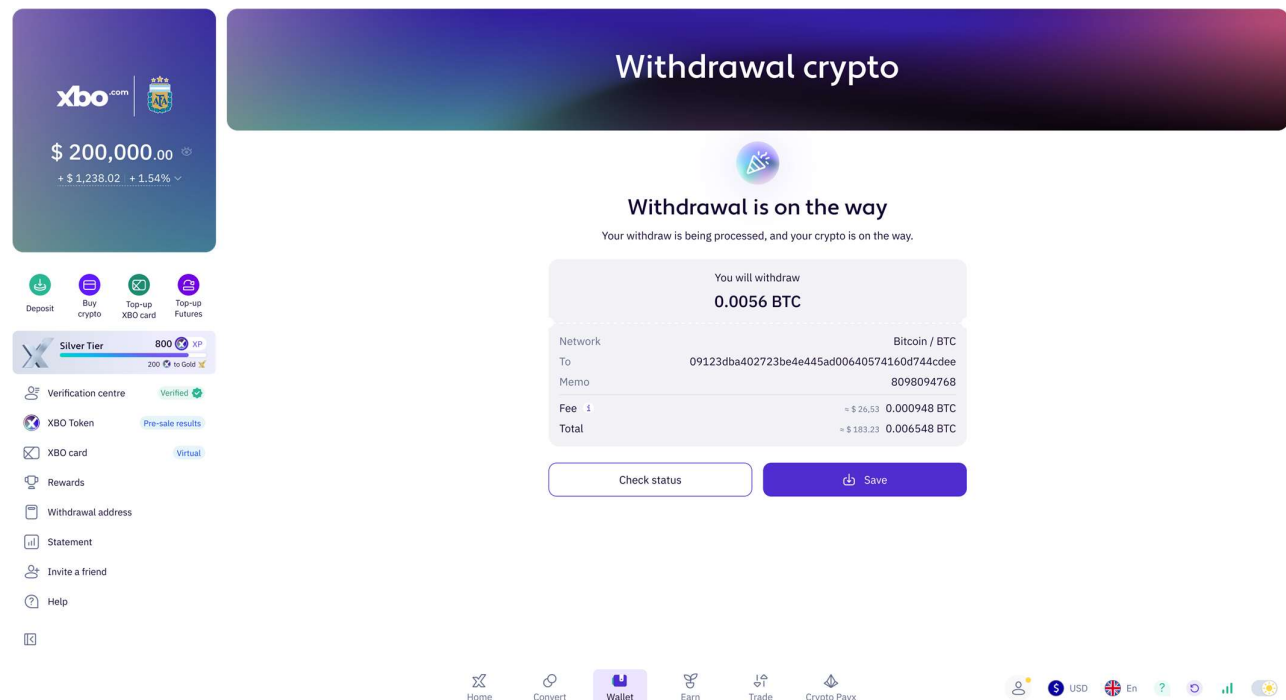 xbo.com
AFA
$ 200,000.00
+ $ 1,238.02 + 1.54%
Deposit
Buy crypto
Top-up XBO card
Top-up Futures
Silver Tier 800 XP
200 to Gold
Verification centre Verified
XBO Token Pre-sale results
XBO card Virtual
Rewards
Withdrawal address
Statement
Invite a friend
Help
Withdrawal crypto
Withdrawal is on the way
Your withdraw is being processed, and your crypto is on the way.
You will withdraw
0.0056 BTC
Network Bitcoin / BTC
To 09123dba402723be4e445ad00640574160d744cdee
Memo 8098094768
Fee i ≈ $ 26,53 0.000948 BTC
Total ≈ $ 183.23 0.006548 BTC
Check status
Save
Home Convert Wallet Earn Trade Crypto Payx
$ USD En ?